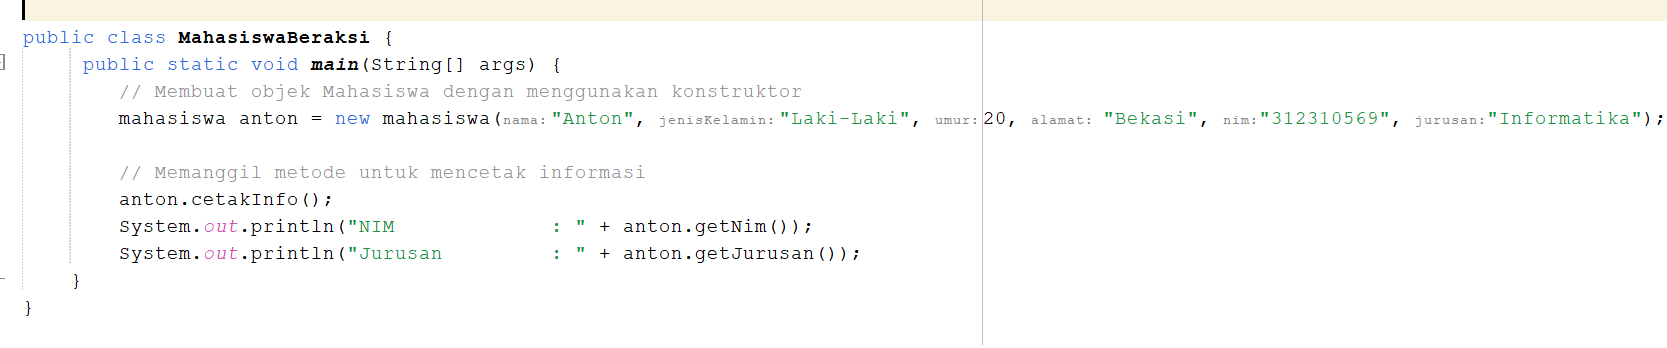 public class MahasiswaBeraksi {
public static void main(String[] args) {
// Membuat objek Mahasiswa dengan menggunakan konstruktor
mahasiswa anton = new mahasiswa(nama: "Anton", jenisKelamin: "Laki-Laki", umur: 20, alamat: "Bekasi", nim: "312310569", jurusan: "Informatika");
// Memanggil metode untuk mencetak informasi
anton.cetakInfo();
System.out.println("NIM             : " + anton.getNim());
System.out.println("Jurusan         : " + anton.getJurusan());
}
}